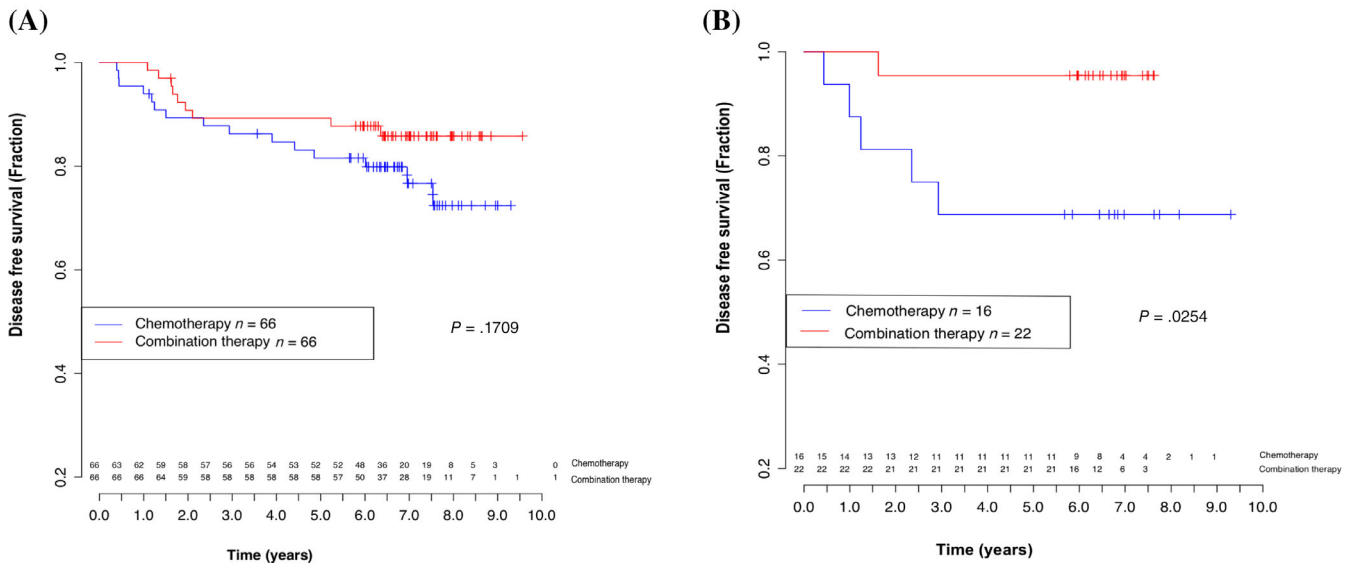 (A)
Disease free survival (Fraction)
1.0
0.8
0.6
0.4
0.2
Chemotherapy n = 66
Combination therapy n = 66
P = .1709
66 63 62 59 58 57 56 56 54 53 52 52 48 36 20 19 8 5 3 0 Chemotherapy
66 66 66 64 59 58 58 58 58 58 58 57 50 37 28 19 11 7 1 1 1 Combination therapy
0.0 1.0 2.0 3.0 4.0 5.0 6.0 7.0 8.0 9.0 10.0
Time (years)
(B)
Disease free survival (Fraction)
1.0
0.8
0.6
0.4
0.2
Chemotherapy n = 16
Combination therapy n = 22
P = .0254
16 15 14 13 13 12 11 11 11 11 11 11 9 8 4 4 2 1 1 Chemotherapy
22 22 22 22 21 21 21 21 21 21 21 21 16 12 6 3 Combination therapy
0.0 1.0 2.0 3.0 4.0 5.0 6.0 7.0 8.0 9.0 10.0
Time (years)